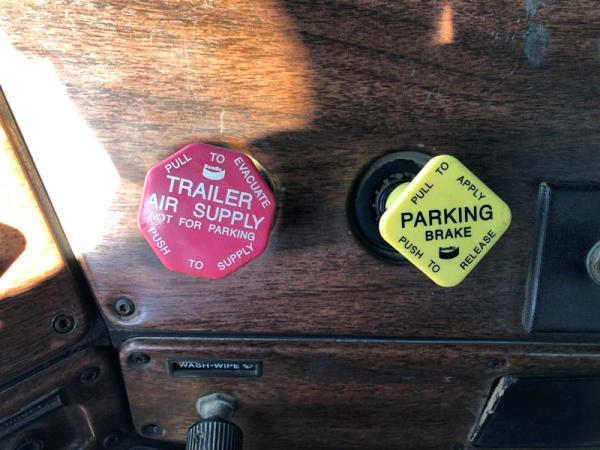 PULL TO EVACUATE
Bendix
TRAILER
AIR SUPPLY
NOT FOR PARKING
PUSH TO SUPPLY
PULL TO APPLY
PARKING
BRAKE
PUSH TO RELEASE
WASH-WIPE